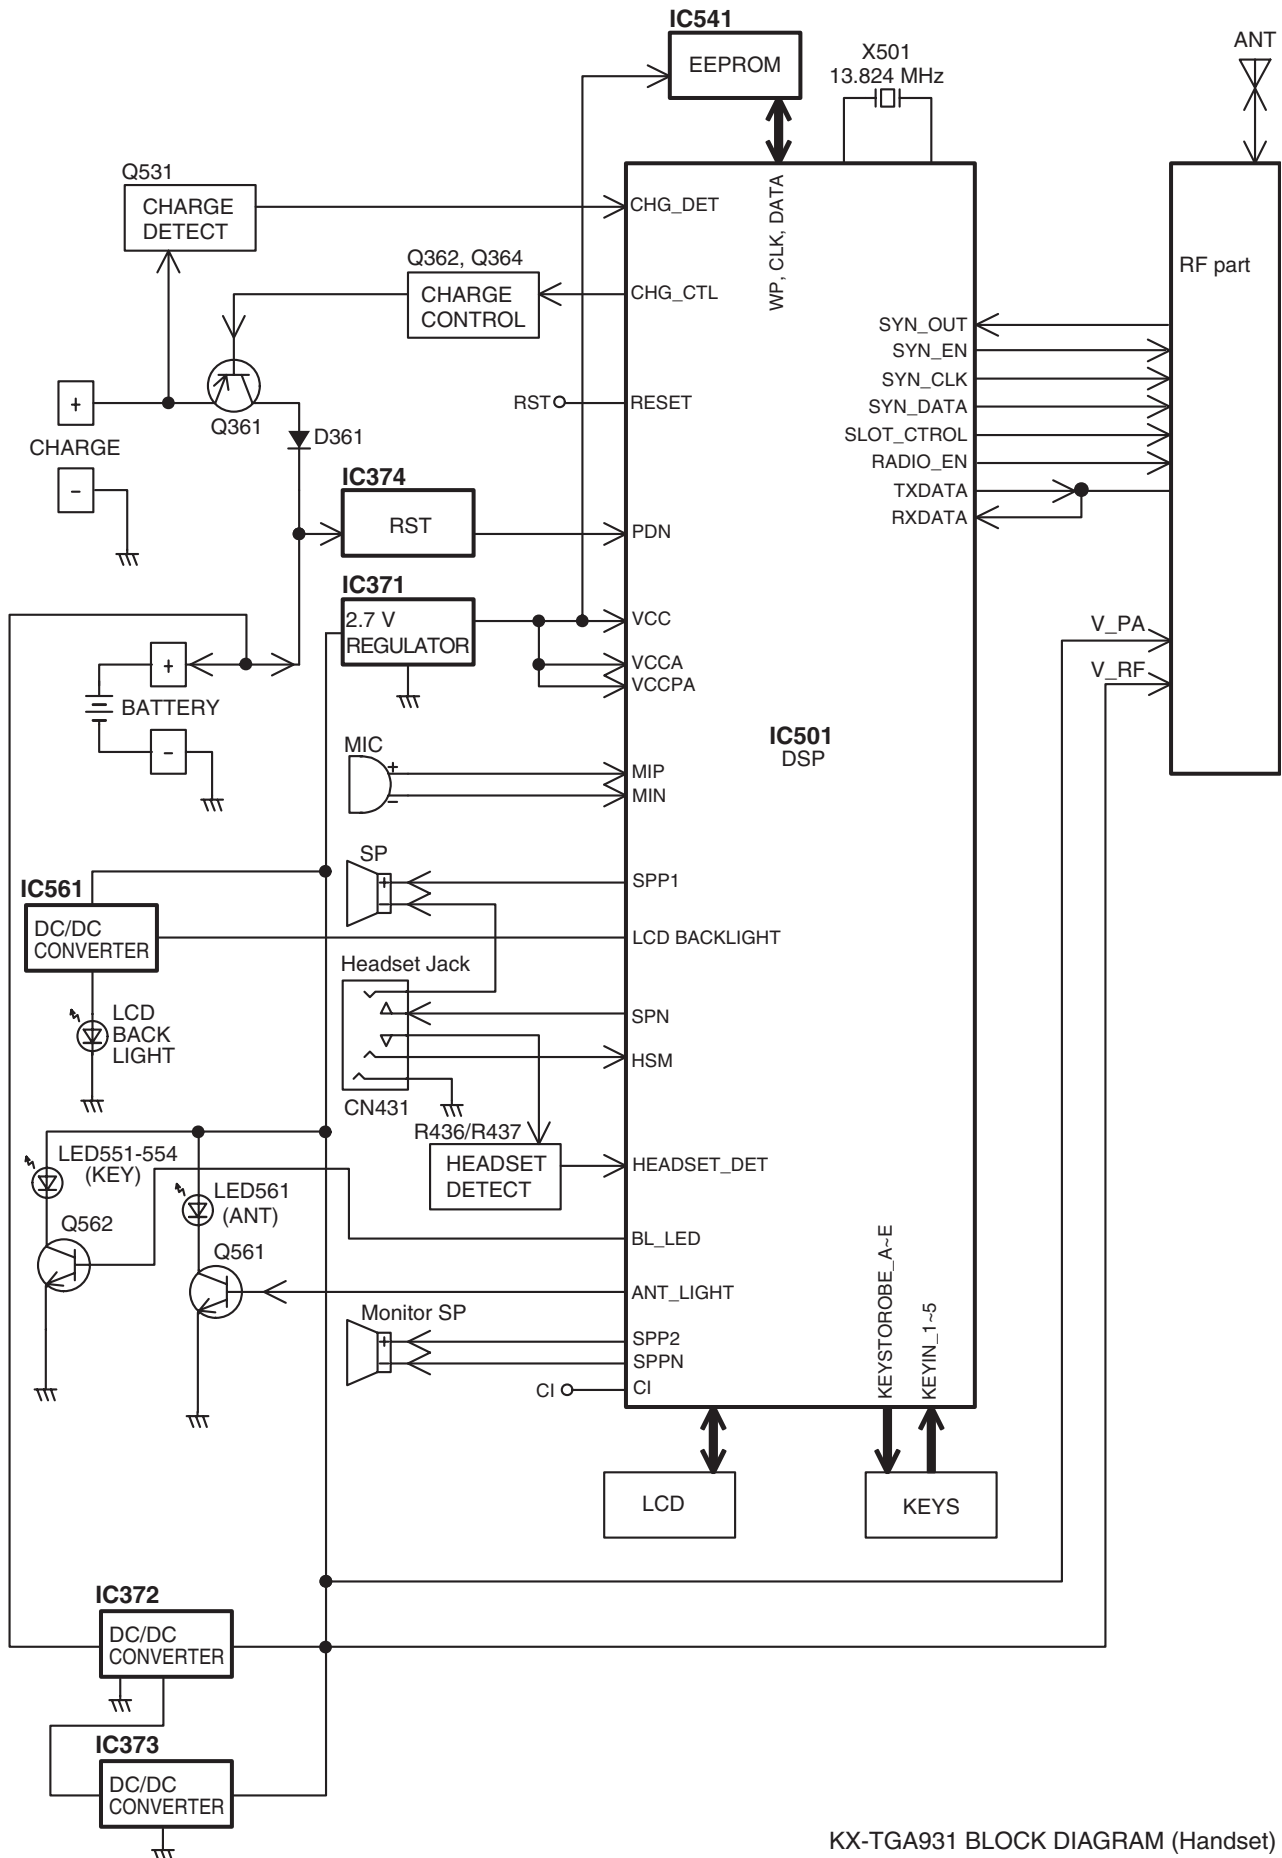 IC541
EEPROM
X501
13.824 MHz
ANT
Q531
CHARGE
DETECT
CHG_DET
WP, CLK, DATA
Q362, Q364
CHARGE
CONTROL
CHG_CTL
RF part
SYN_OUT
SYN_EN
SYN_CLK
SYN_DATA
SLOT_CTROL
RADIO_EN
TXDATA
RXDATA
+
CHARGE
-
Q361
D361
RST
RESET
IC374
RST
PDN
IC371
2.7 V
REGULATOR
VCC
VCCA
VCCPA
V_PA
V_RF
+
BATTERY
-
IC501
DSP
MIC
+
-
MIP
MIN
SP
+
-
SPP1
IC561
DC/DC
CONVERTER
LCD BACKLIGHT
LCD
BACK
LIGHT
Headset Jack
SPN
HSM
CN431
R436/R437
HEADSET
DETECT
HEADSET_DET
LED551-554
(KEY)
LED561
(ANT)
Q562
Q561
BL_LED
ANT_LIGHT
Monitor SP
+
-
SPP2
SPPN
CI
CI
KEYSTOROBE_A~E
KEYIN_1~5
LCD
KEYS
IC372
DC/DC
CONVERTER
IC373
DC/DC
CONVERTER
KX-TGA931 BLOCK DIAGRAM (Handset)